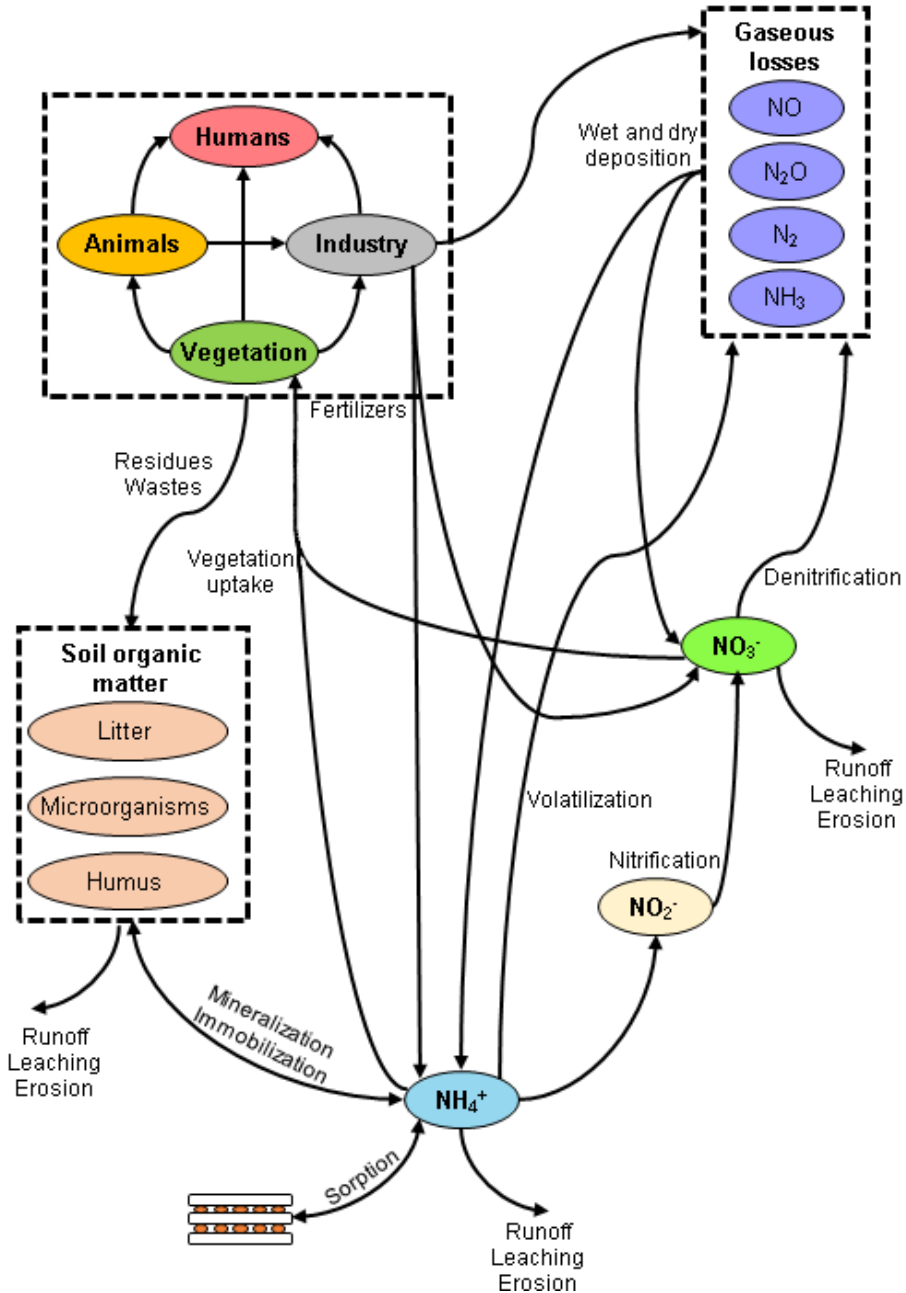 Gaseous
losses
NO
N₂O
N₂
NH₃
Wet and dry
deposition
Humans
Animals
Industry
Vegetation
Fertilizers
Residues
Wastes
Vegetation
uptake
Denitrification
Soil organic
matter
Litter
Microorganisms
Humus
NO₃⁻
Runoff
Leaching
Erosion
Volatilization
Nitrification
NO₂⁻
Mineralization
Immobilization
Runoff
Leaching
Erosion
NH₄⁺
Sorption
Runoff
Leaching
Erosion